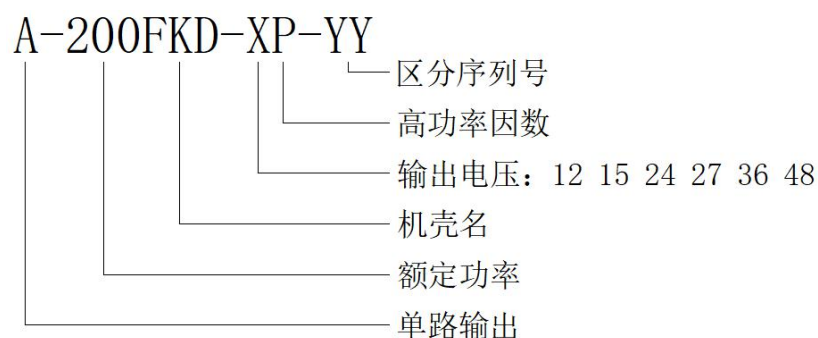 A-200FKD-XP-YY
区分序列号
高功率因数
输出电压：12 15 24 27 36 48
机壳名
额定功率
单路输出